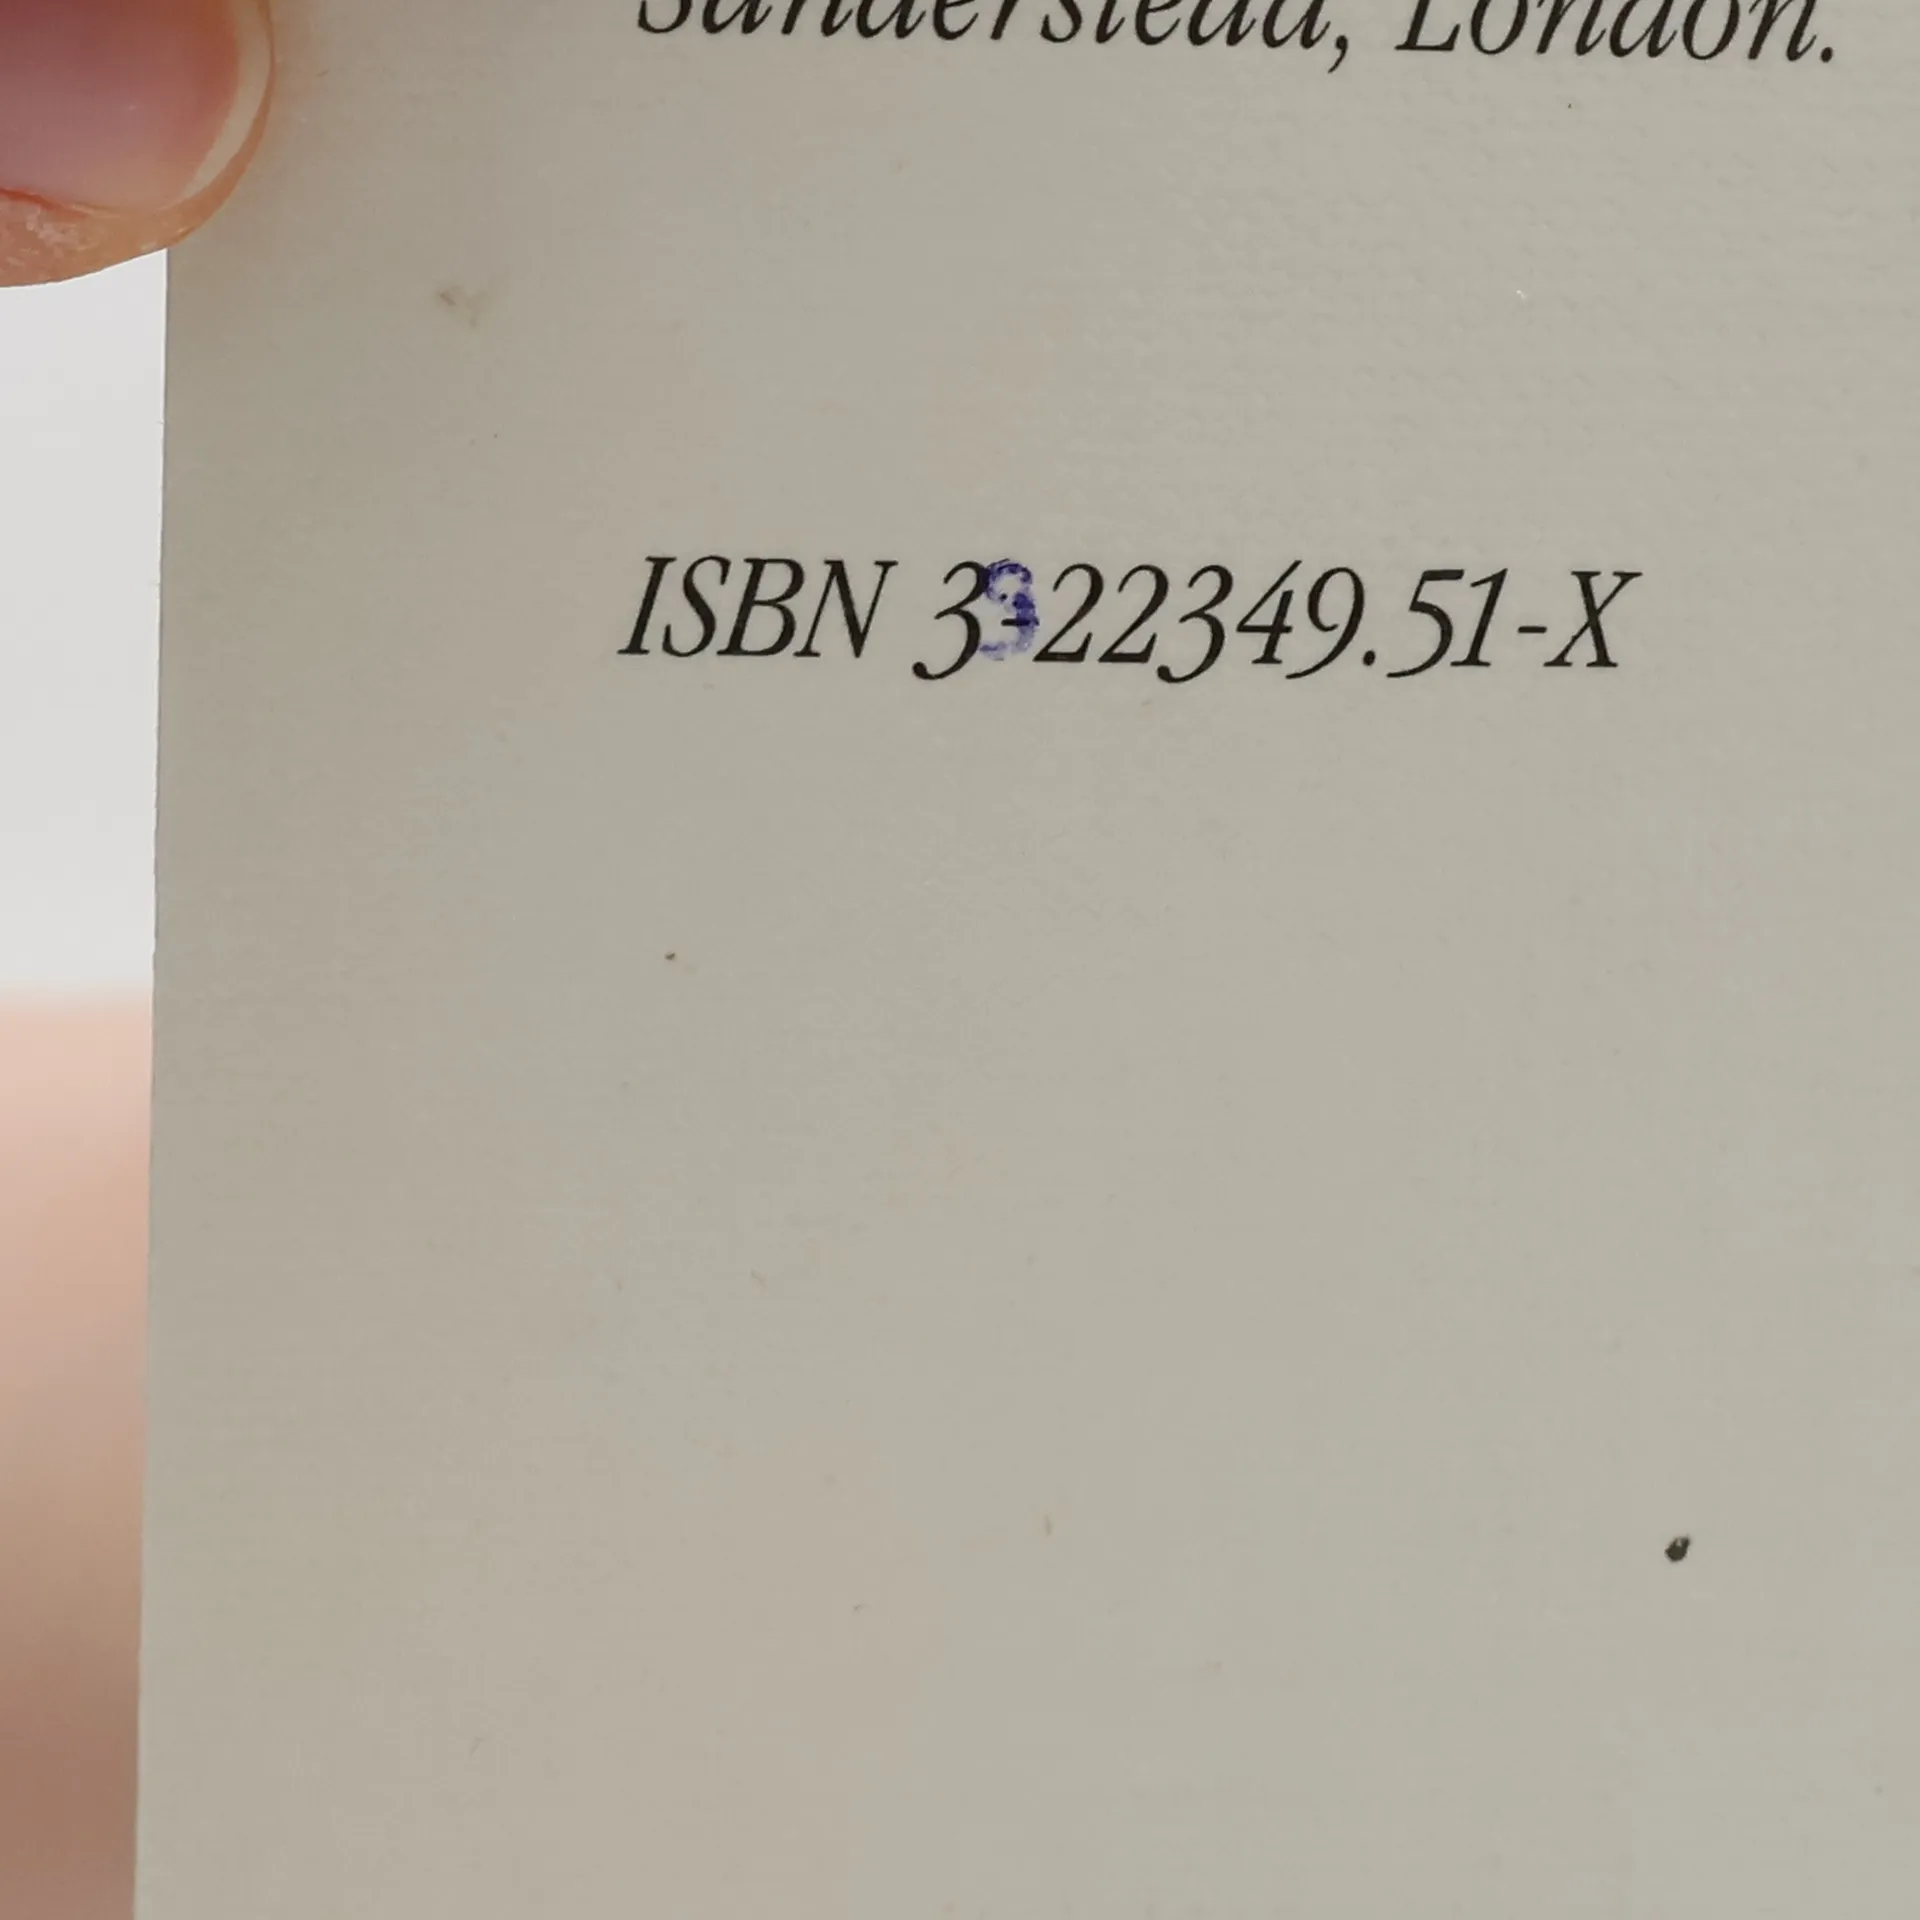 Sanderstead, London.
ISBN 3-22349.51-X